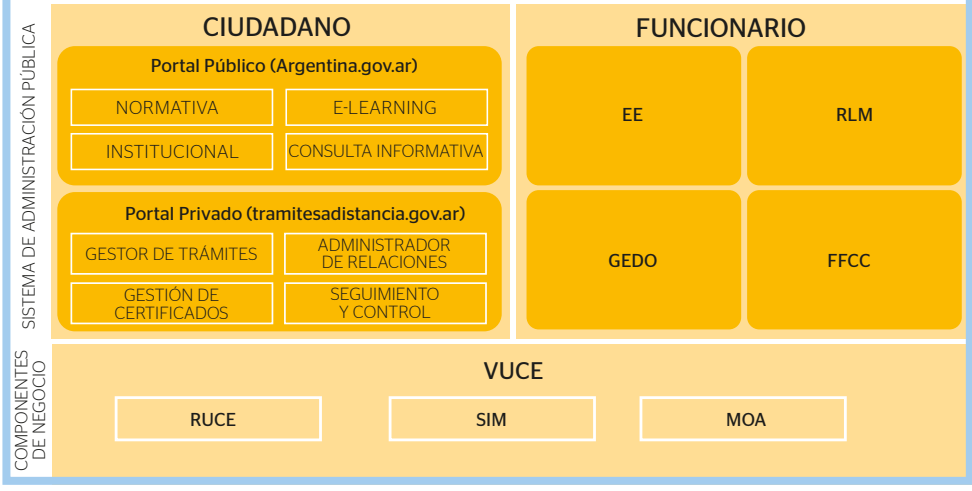 SISTEMA DE ADMINISTRACIÓN PÚBLICA
CIUDADANO
Portal Público (Argentina.gov.ar)
NORMATIVA
E-LEARNING
INSTITUCIONAL
CONSULTA INFORMATIVA
Portal Privado (tramitesadistancia.gov.ar)
GESTOR DE TRÁMITES
ADMINISTRADOR
DE RELACIONES
GESTIÓN DE
CERTIFICADOS
SEGUIMIENTO
Y CONTROL
FUNCIONARIO
EE
RLM
GEDO
FFCC
COMPONENTES
DE NEGOCIO
VUCE
RUCE
SIM
MOA